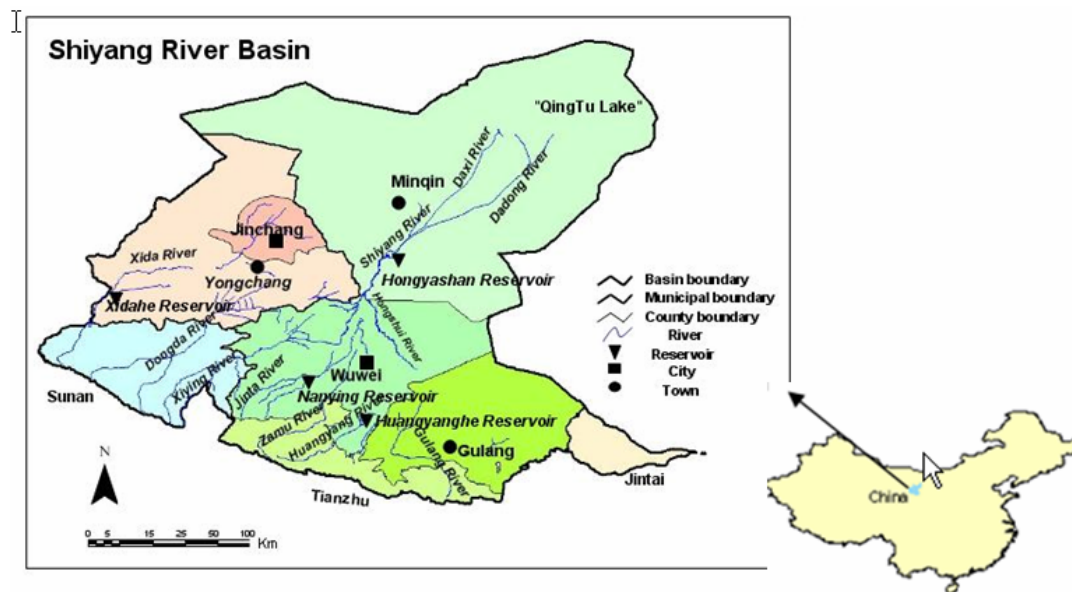 Shiyang River Basin
"QingTu Lake"
Daxi River
Minqin
Dadong River
Shiyang River
Jinchang
Xida River
Yongchang
Hongyashan Reservoir
Xidahe Reservoir
Hongshui River
Dongda River
Xiying River
Jinta River
Wuwei
Nanying Reservoir
Sunan
Zamu River
Huangyang River
Huangyanghe Reservoir
Gulang River
Gulang
Tianzhu
Jintai
Basin boundary
Municipal boundary
County boundary
River
Reservoir
City
Town
N
0 5 15 25 50 100
Km
China